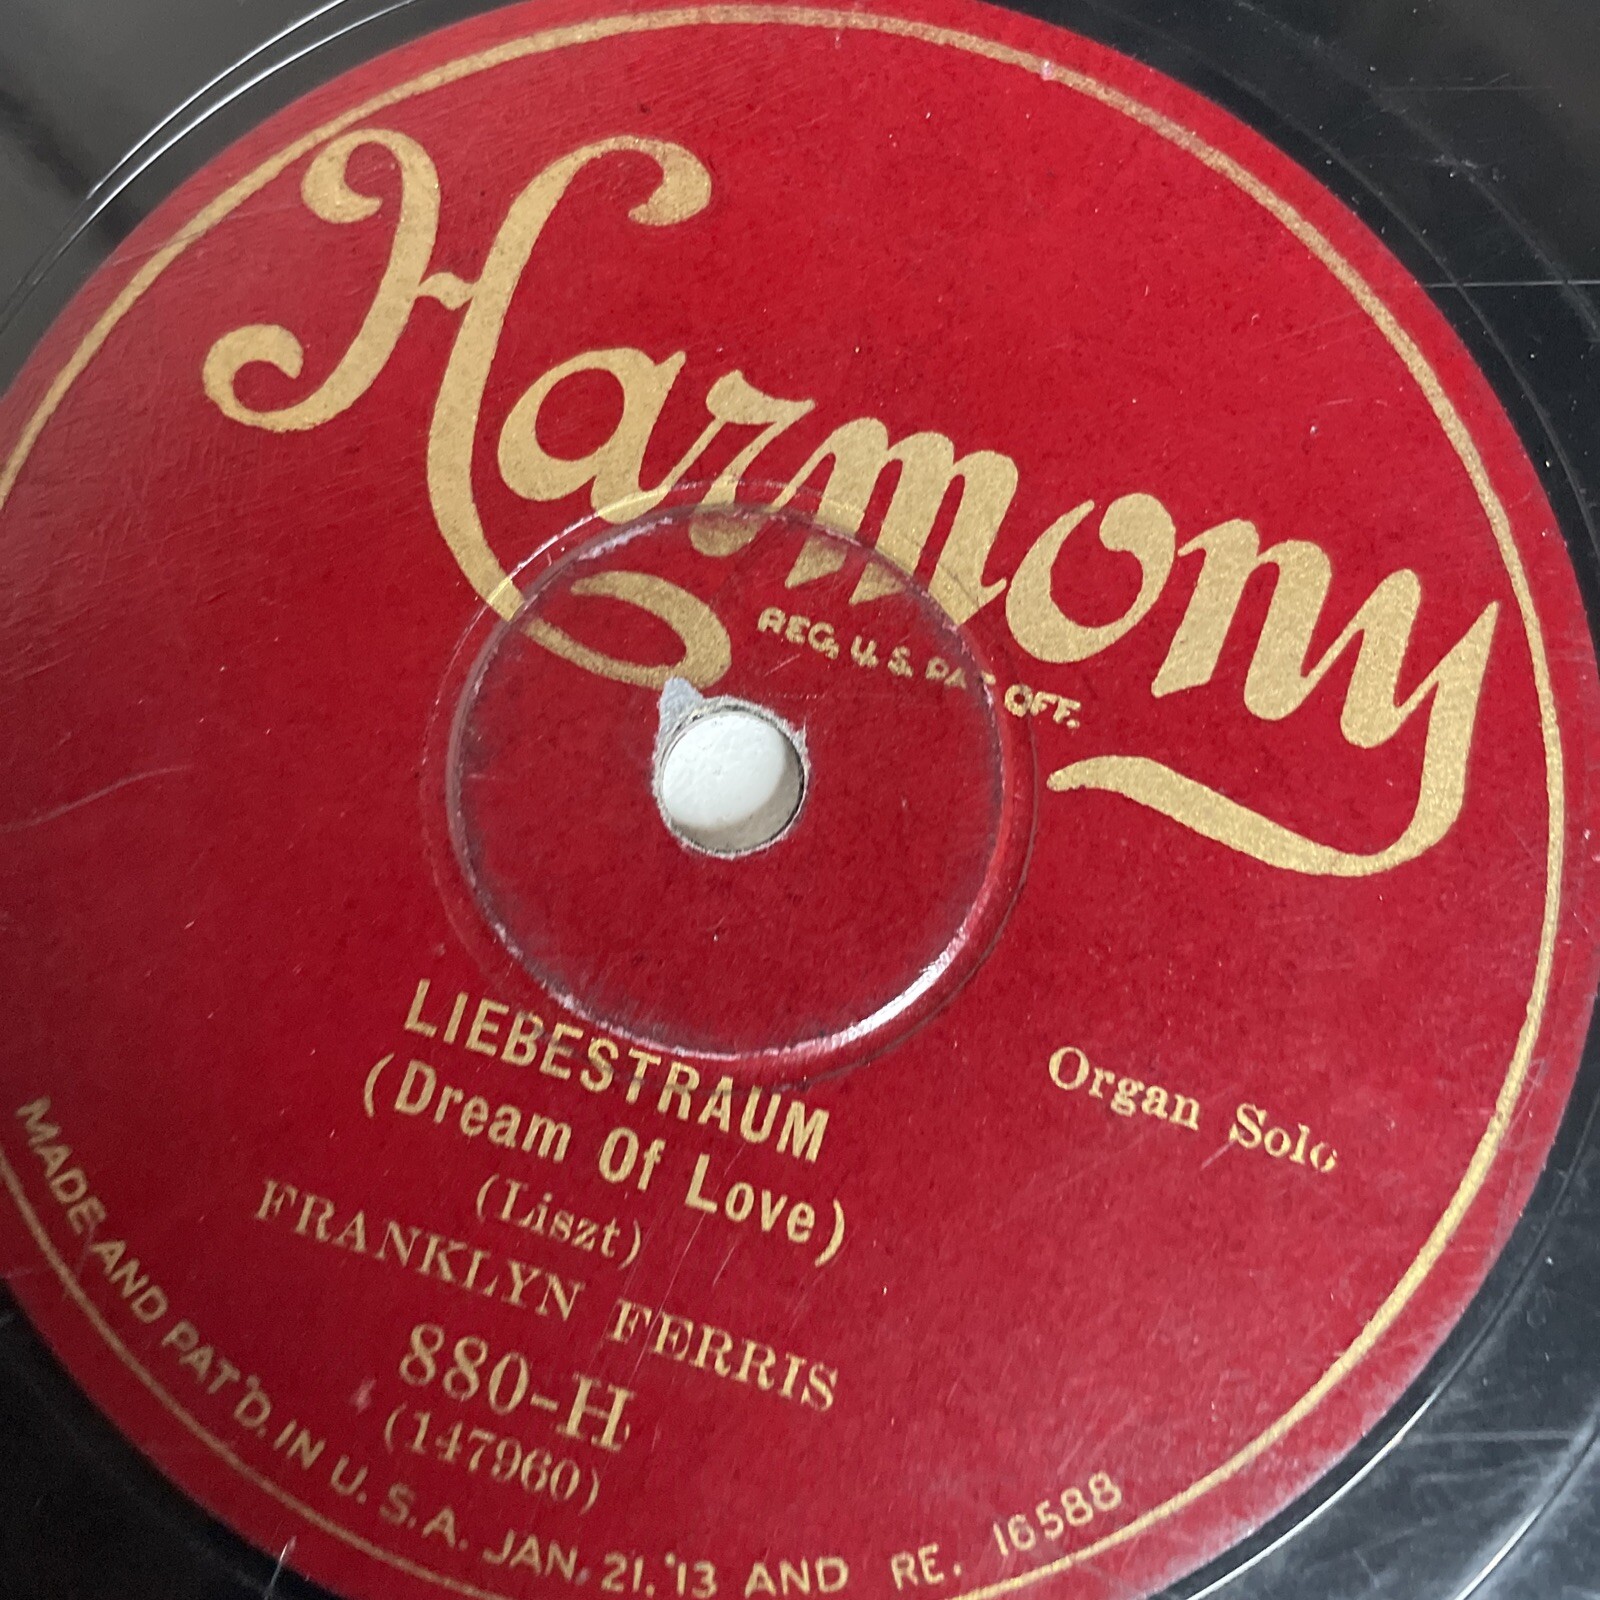 Harmony
REG. U. S. PAT. OFF.
Organ Solo
LIEBESTRAUM
(Dream Of Love)
(Liszt)
FRANKLYN FERRIS
880-H
(147960)
MADE AND PAT'D. IN U. S. A. JAN. 21. '13 AND RE. 16588